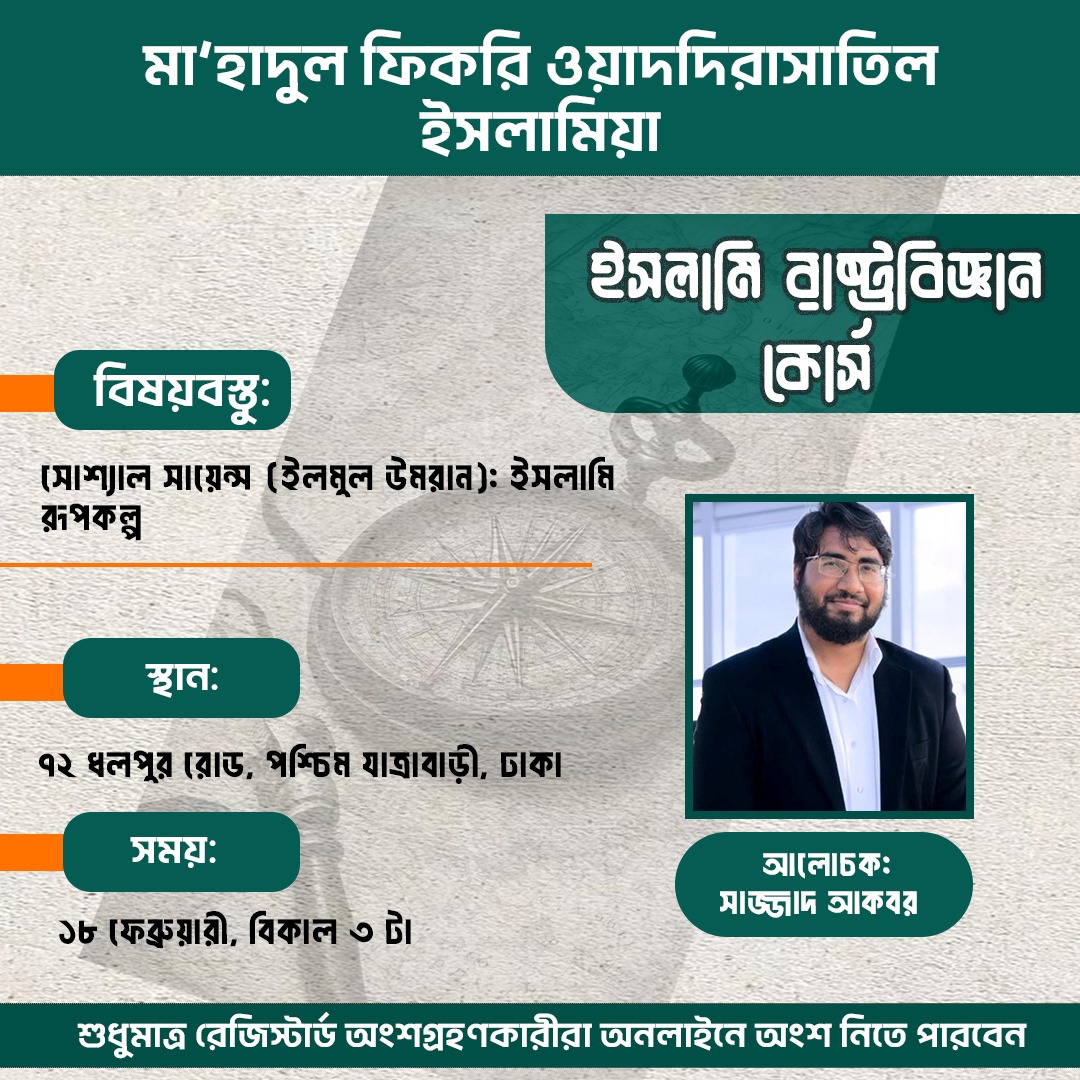 মা'হাদুল ফিকরি ওয়াদদিরাসাতিল
ইসলামিয়া
ইসলামি রাষ্ট্রবিজ্ঞান
কোর্স
বিষয়বস্তু:
সোশ্যাল সায়েন্স (ইলমুল উমরান): ইসলামি
রূপকল্প
স্থান:
৭২ ধলপুর রোড, পশ্চিম যাত্রাবাড়ী, ঢাকা
সময়:
১৮ ফেব্রুয়ারী, বিকাল ৩ টা
আলোচক:
সাজ্জাদ আকবর
শুধুমাত্র রেজিস্টার্ড অংশগ্রহণকারীরা অনলাইনে অংশ নিতে পারবেন